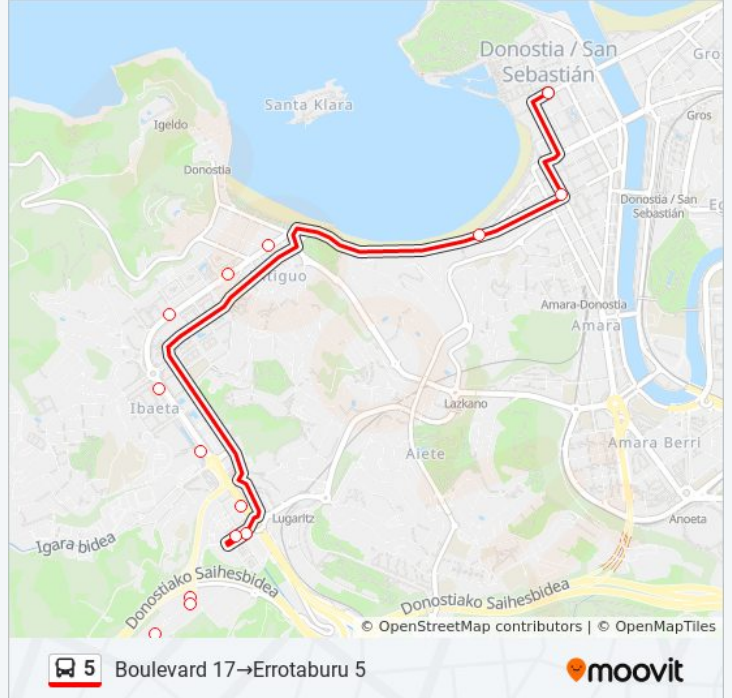 Donostia / San
Sebastián
Gro
Santa Klara
Igeldo
Gros
Donostia
Donostia / San
Sebastián
tiguo
Amara-Donostia
Amara
Ibaeta
Lazkano
Aiete
Amara Berri
Lugaritz
Anoeta
Igara bidea
Donostiako Saihesbidea
Donostiako Saihesbidea
© OpenStreetMap contributors | © OpenMapTiles
5 Boulevard 17→Errotaburu 5
moovit